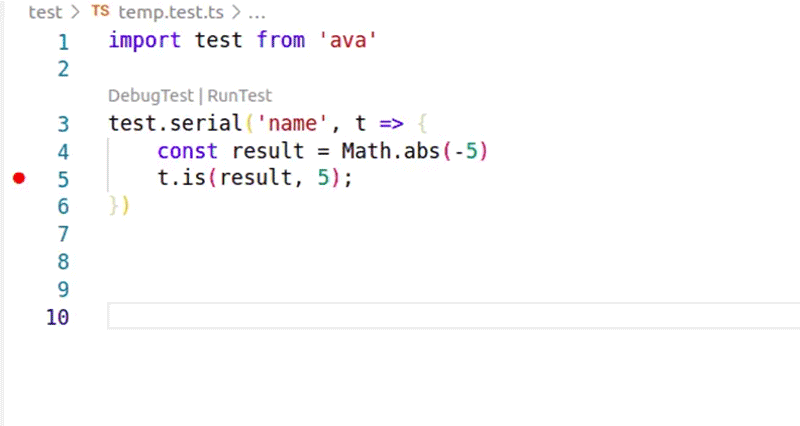 test > TS temp.test.ts > ...
1 import test from 'ava'
2
DebugTest | RunTest
3 test.serial('name', t => {
4     const result = Math.abs(-5)
5     t.is(result, 5);
6 })
7
8
9
10